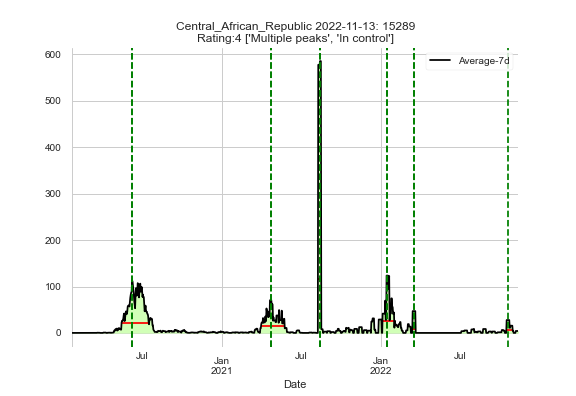 Central_African_Republic 2022-11-13: 15289
Rating:4 ['Multiple peaks', 'In control']
Average-7d
600
500
400
300
200
100
0
Jul
Jan
2021
Jul
Jan
2022
Jul
Date